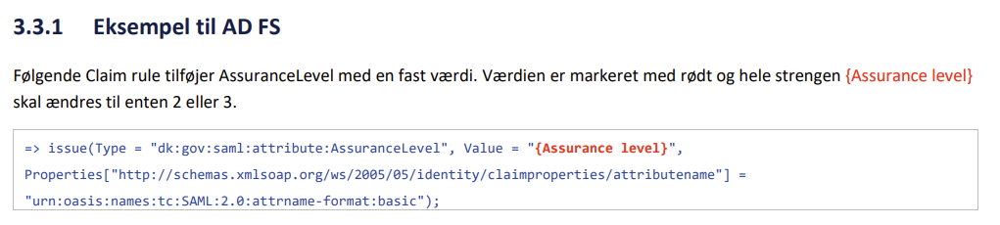 3.3.1 Eksempel til AD FS
Følgende Claim rule tilføjer AssuranceLevel med en fast værdi. Værdien er markeret med rødt og hele strengen {Assurance level}
skal ændres til enten 2 eller 3.
=> issue(Type = "dk:gov:saml:attribute:AssuranceLevel", Value = "{Assurance level}",
Properties["http://schemas.xmlsoap.org/ws/2005/05/identity/claimproperties/attributename"] =
"urn:oasis:names:tc:SAML:2.0:attrname-format:basic");